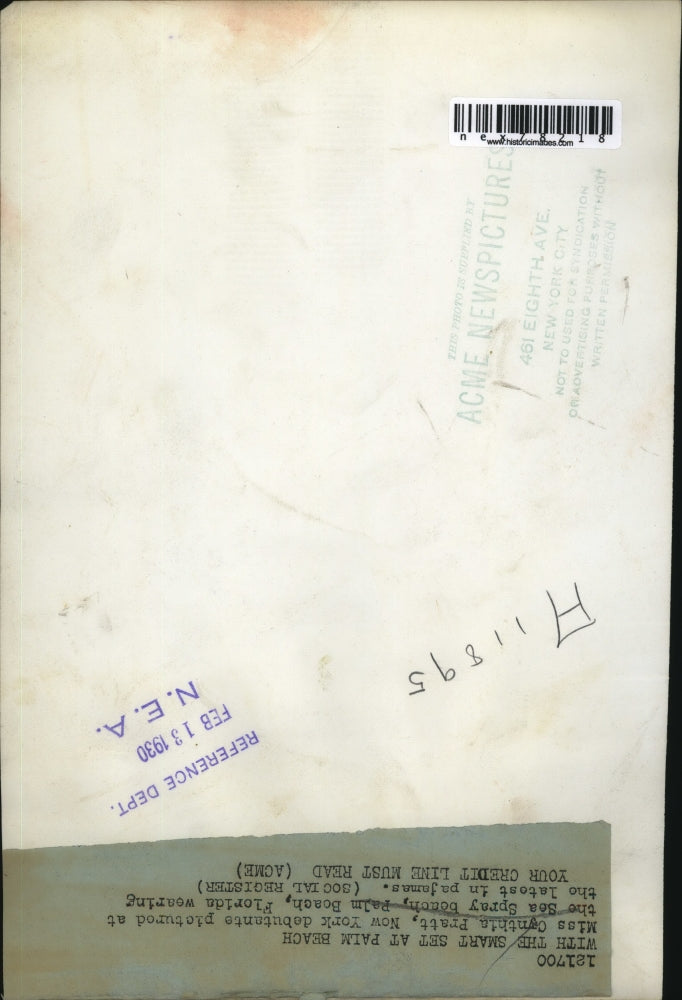 nex78218
www.historicimages.com
THIS PHOTO IS SUPPLIED BY
ACME NEWSPICTURES
461 EIGHTH AVE.
NEW YORK CITY
NOT TO USED FOR SYNDICATION
OR ADVERTISING PURPOSES WITHOUT
WRITTEN PERMISSION
A 11895
REFERENCE DEPT.
FEB 13 1930
N.E.A.
121700
WITH THE SMART SET AT PALM BEACH
Miss Cynthia Pratt, New York debutante pictured at
the Sea Spray beach, Palm Beach, Florida wearing
the latest in pajamas. (SOCIAL REGISTER)
YOUR CREDIT LINE MUST READ (ACME)